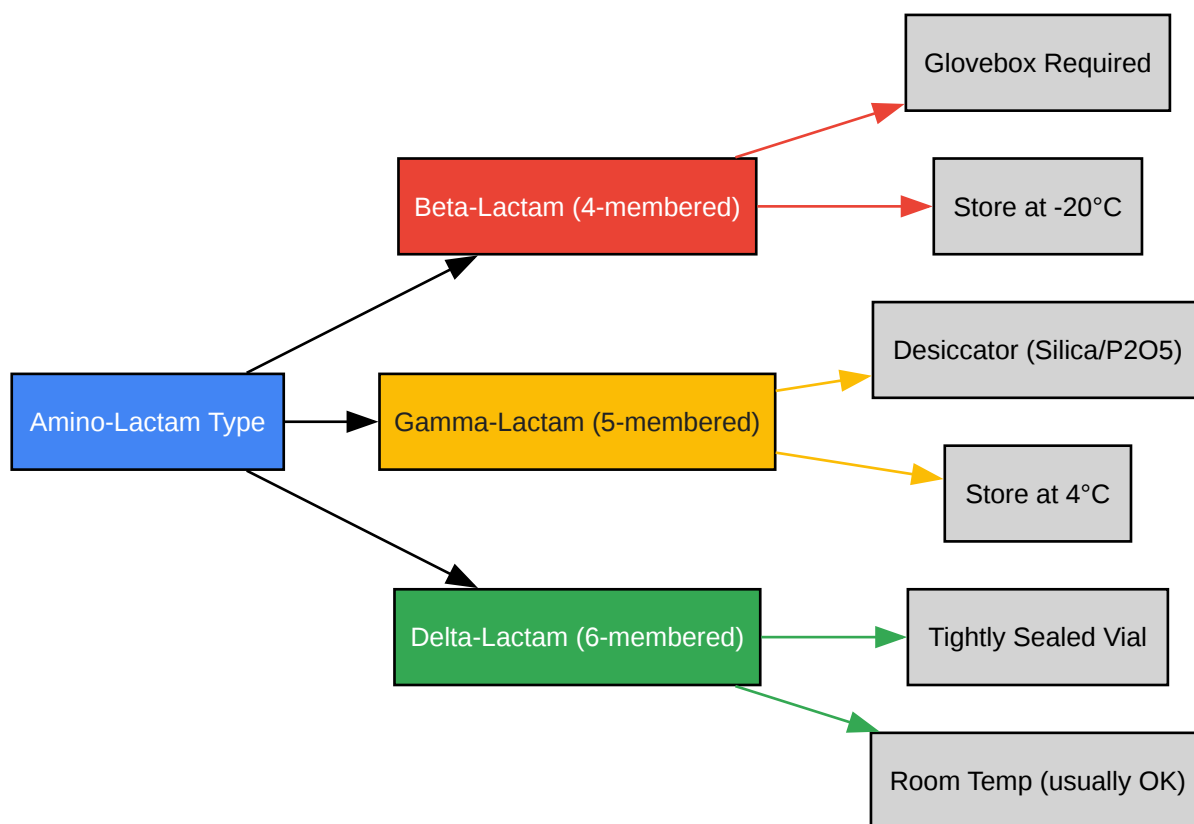 Glovebox Required
Beta-Lactam (4-membered)
Store at -20°C
Desiccator (Silica/P2O5)
Amino-Lactam Type
Gamma-Lactam (5-membered)
Store at 4°C
Delta-Lactam (6-membered)
Tightly Sealed Vial
Room Temp (usually OK)